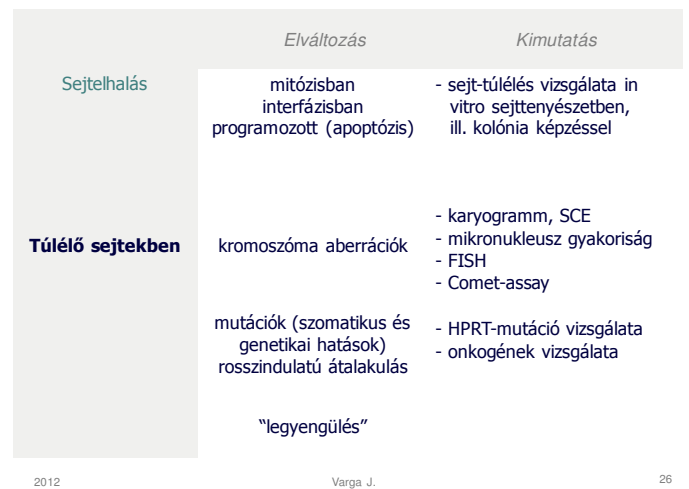 Elváltozás Kimutatás
Sejtelhalás
mitózisban
interfázisban
programozott (apoptózis)
- sejt-túlélés vizsgálata in
vitro sejttenyészetben,
ill. kolónia képzéssel
Túlélő sejtekben
kromoszóma aberrációk
- karyogramm, SCE
- mikronukleusz gyakoriság
- FISH
- Comet-assay
mutációk (szomatikus és
genetikai hatások)
rosszindulatú átalakulás
- HPRT-mutáció vizsgálata
- onkogének vizsgálata
“legyengülés”
2012 Varga J. 26